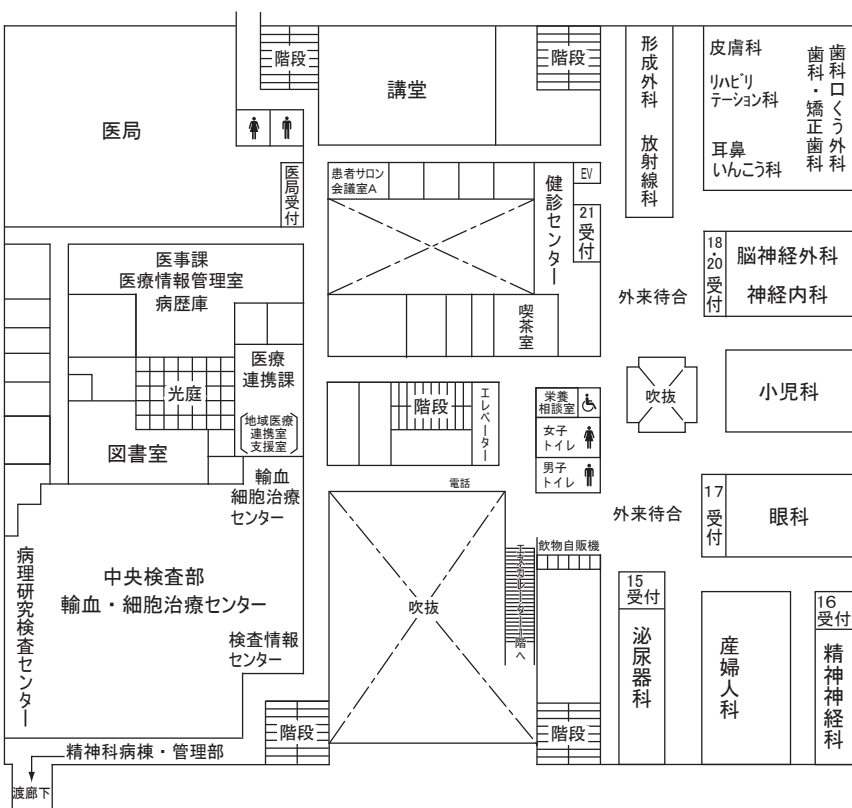 階段
講堂
階段
医局
医局受付
患者サロン
会議室A
健診センター
EV
21
受付
形成外科
放射線科
皮膚科
リハビリ
テーション科
耳鼻
いんこう科
歯科口くう外科
歯科・矯正歯科
医事課
医療情報管理室
病歴庫
喫茶室
外来待合
18・20
受付
脳神経外科
神経内科
光庭
医療
連携課
地域医療
連携室
支援室
階段
エレベーター
栄養
相談室
女子
トイレ
男子
トイレ
吹抜
小児科
図書室
輸血
細胞治療
センター
電話
外来待合
17
受付
眼科
病理研究検査センター
中央検査部
輸血・細胞治療センター
検査情報
センター
吹抜
エスカレーター1階へ
飲物自販機
15
受付
泌尿器科
産婦人科
16
受付
精神神経科
階段
階段
精神科病棟・管理部
渡廊下